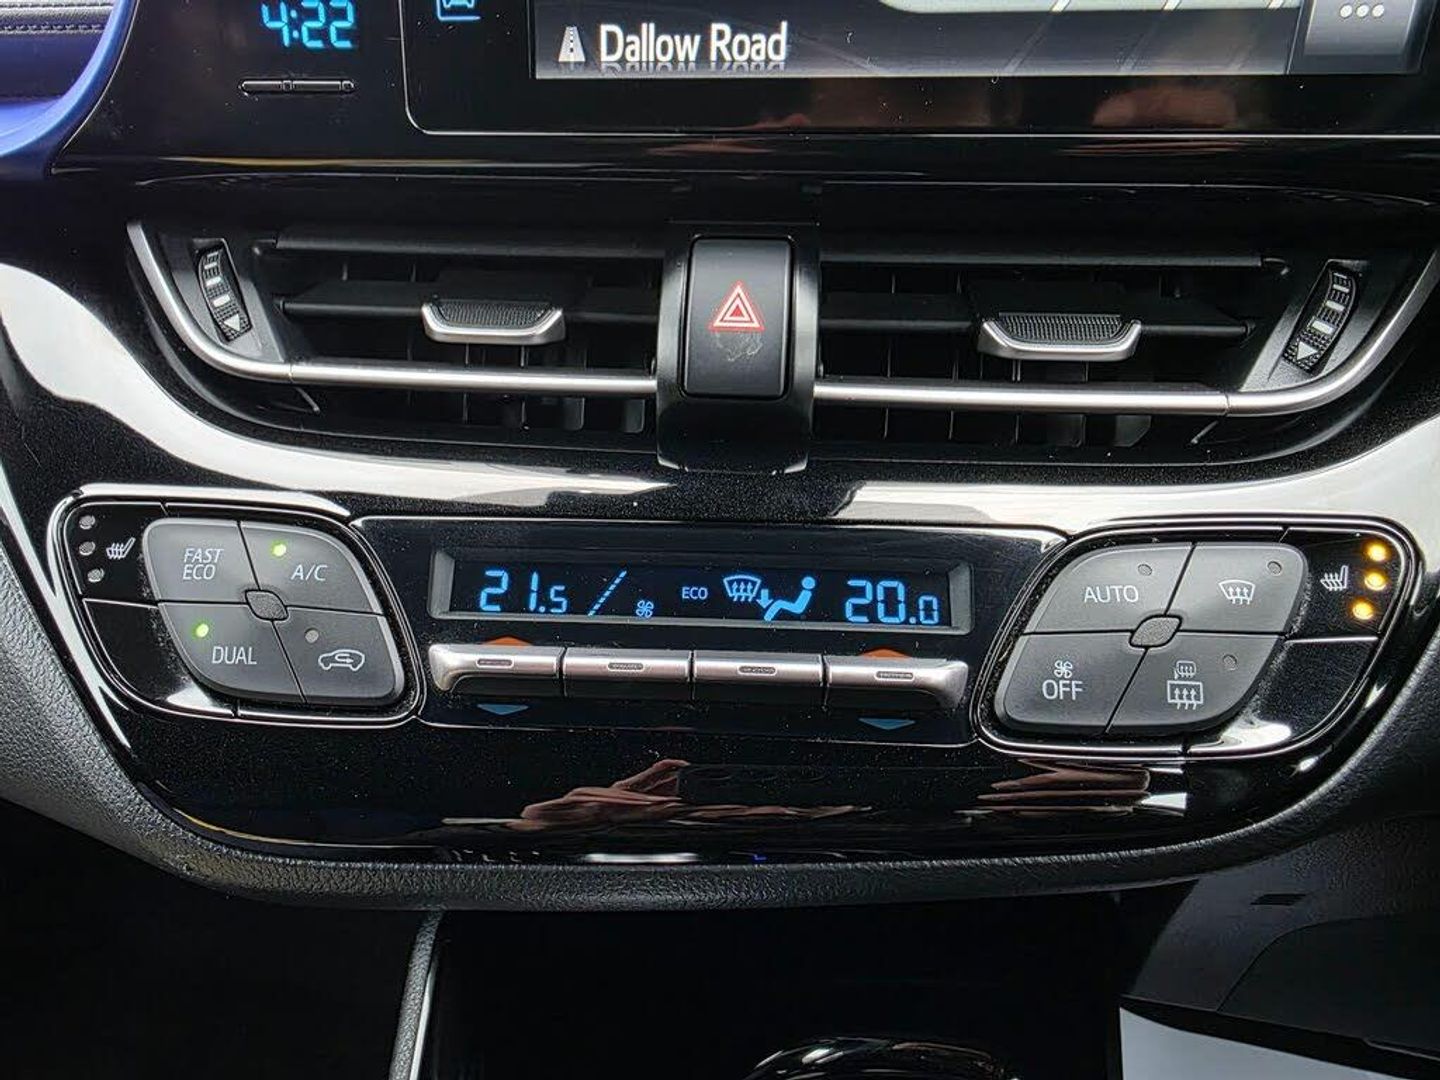 4:22
Dallow Road
FAST
ECO
A/C
DUAL
21.5
ECO
20.0
AUTO
OFF